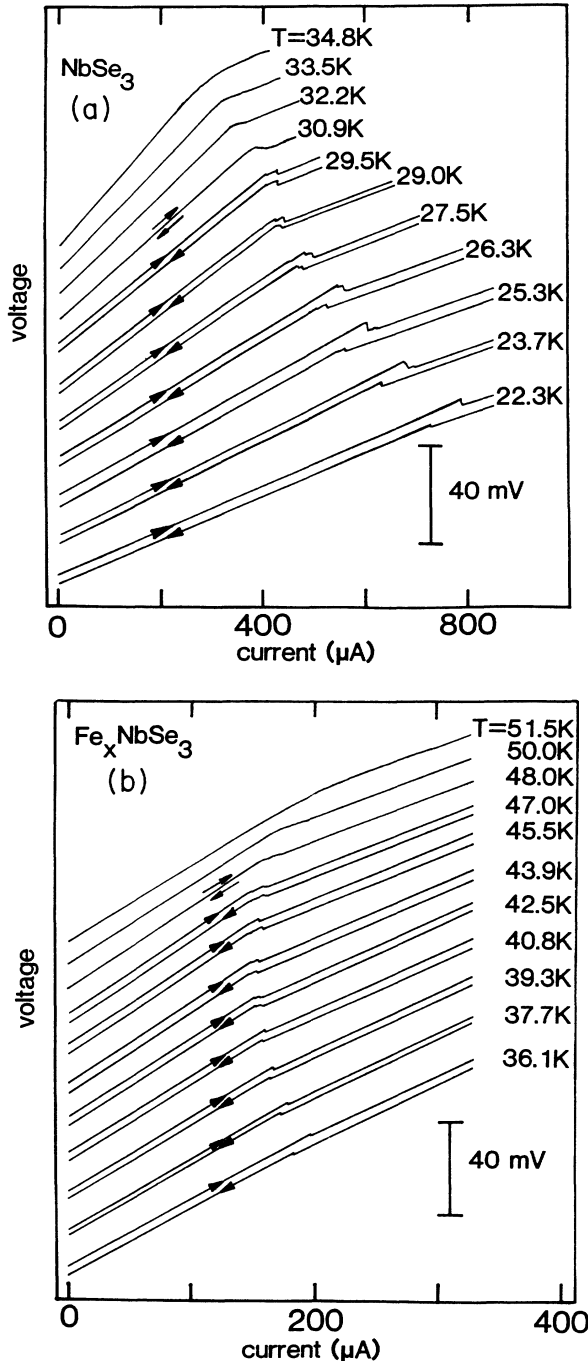 NbSe3
(a)
T=34.8K
33.5K
32.2K
30.9K
29.5K
29.0K
27.5K
26.3K
25.3K
23.7K
22.3K
40 mV
voltage
0
400
800
current (μA)
FexNbSe3
(b)
T=51.5K
50.0K
48.0K
47.0K
45.5K
43.9K
42.5K
40.8K
39.3K
37.7K
36.1K
40 mV
voltage
0
200
400
current (μA)